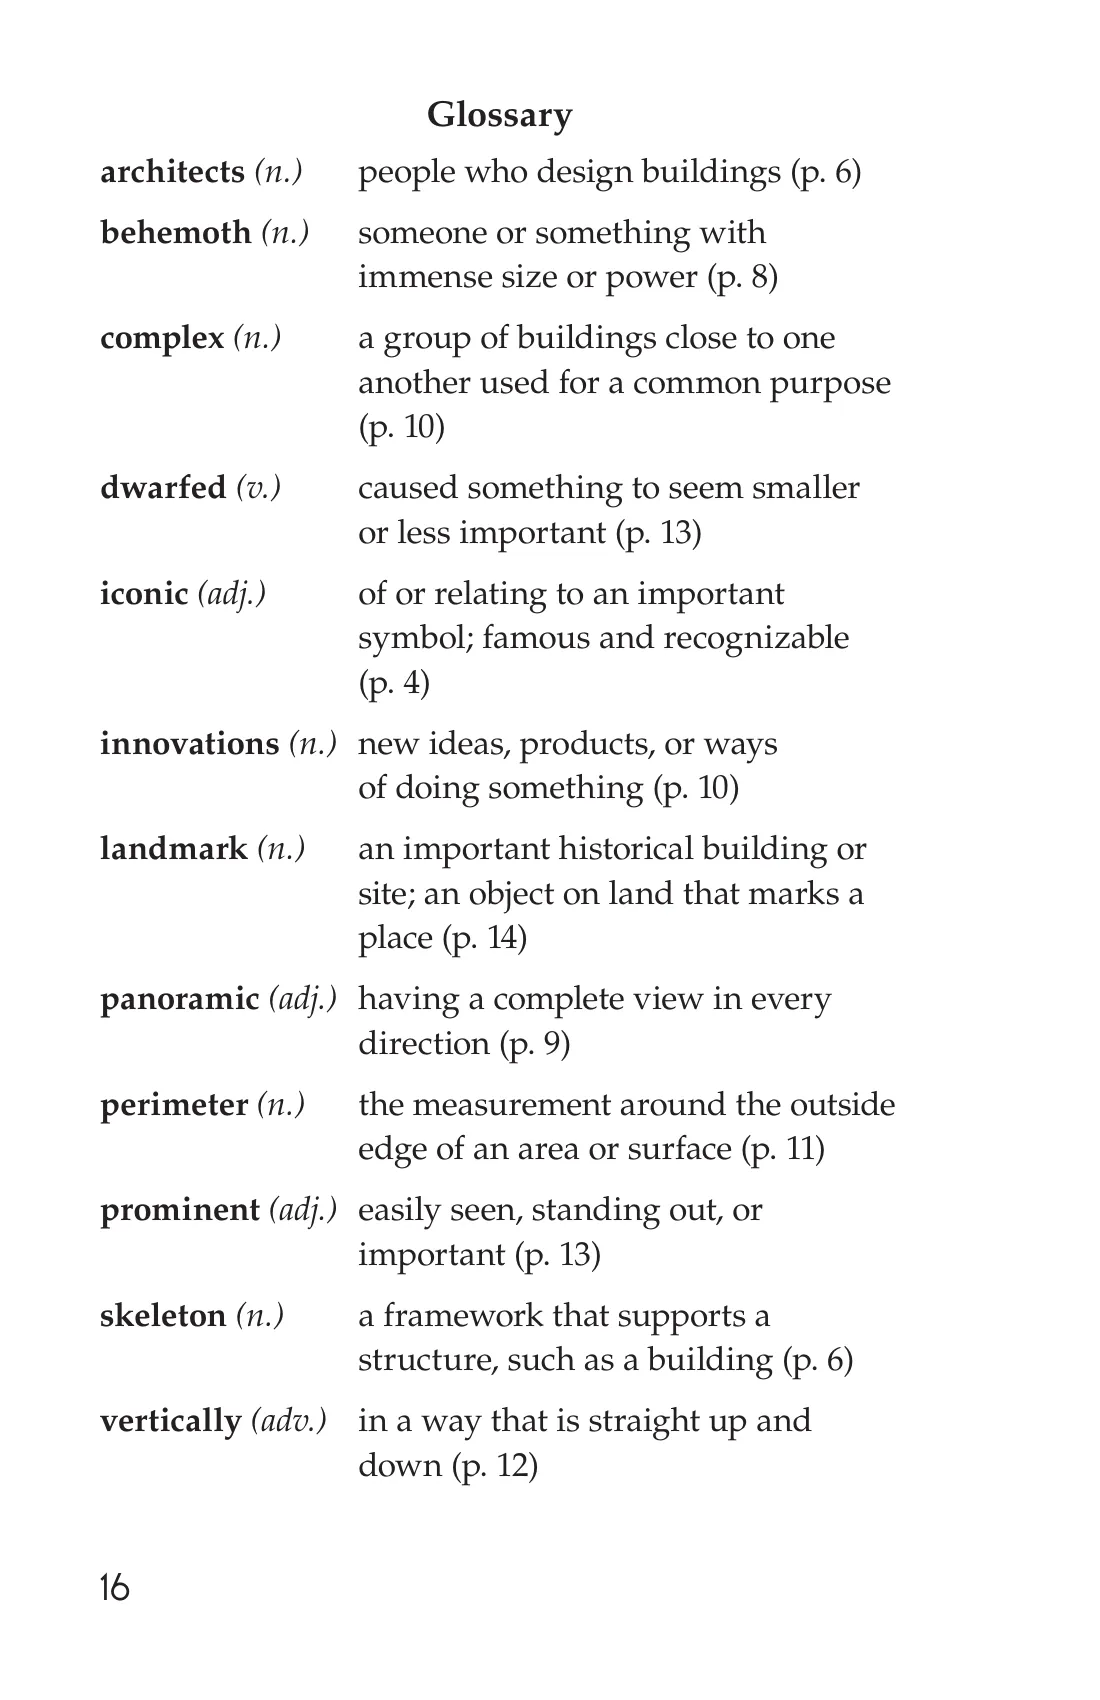 Glossary
architects (n.) people who design buildings (p. 6)
behemoth (n.) someone or something with
immense size or power (p. 8)
complex (n.) a group of buildings close to one
another used for a common purpose
(p. 10)
dwarfed (v.) caused something to seem smaller
or less important (p. 13)
iconic (adj.) of or relating to an important
symbol; famous and recognizable
(p. 4)
innovations (n.) new ideas, products, or ways
of doing something (p. 10)
landmark (n.) an important historical building or
site; an object on land that marks a
place (p. 14)
panoramic (adj.) having a complete view in every
direction (p. 9)
perimeter (n.) the measurement around the outside
edge of an area or surface (p. 11)
prominent (adj.) easily seen, standing out, or
important (p. 13)
skeleton (n.) a framework that supports a
structure, such as a building (p. 6)
vertically (adv.) in a way that is straight up and
down (p. 12)
16